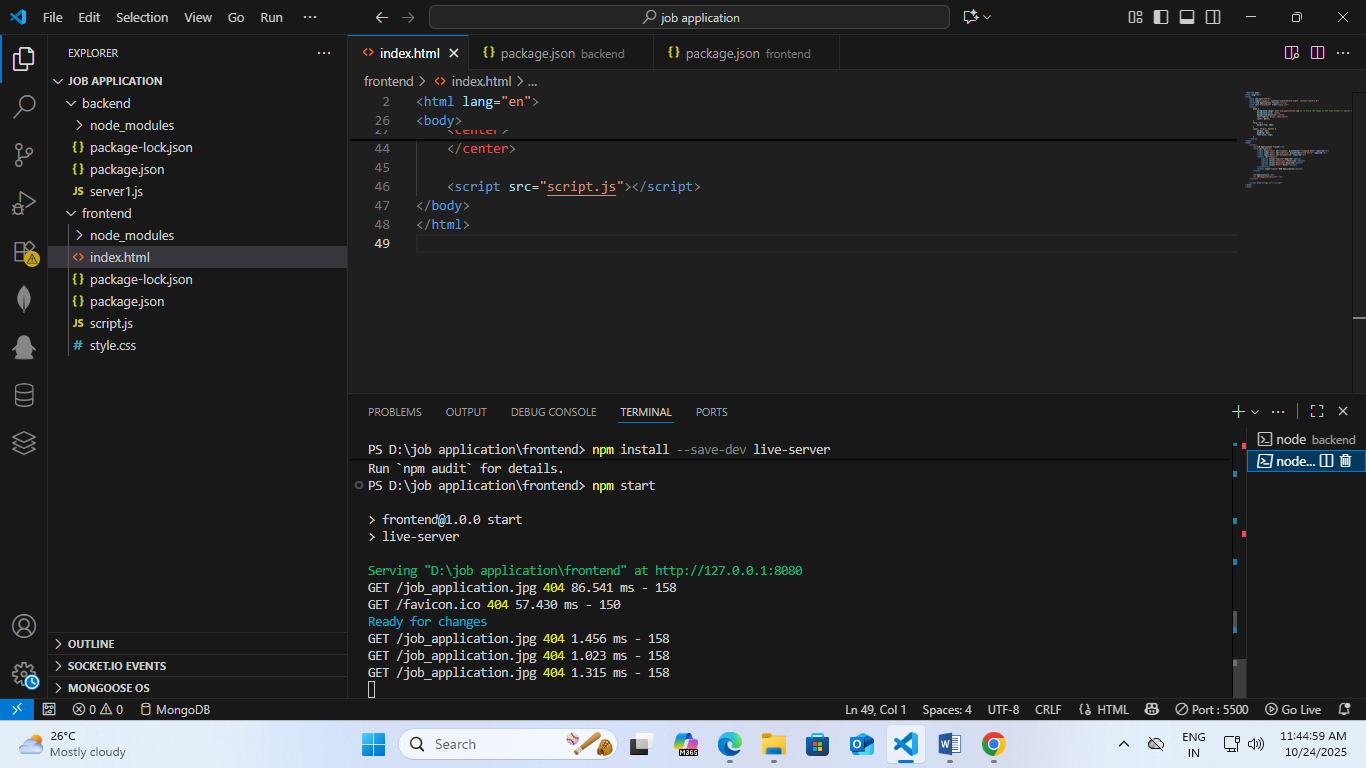 File Edit Selection View Go Run ···
job application
EXPLORER ···
JOB APPLICATION
backend
node_modules
package-lock.json
package.json
JS server1.js
frontend
node_modules
index.html
package-lock.json
package.json
JS script.js
# style.css
OUTLINE
SOCKET.IO EVENTS
MONGOOSE OS
index.html
package.json backend
package.json frontend
frontend > index.html > ...
2 <html lang="en">
26 <body>
27 <center>
44 </center>
45
46 <script src="script.js"></script>
47 </body>
48 </html>
49
PROBLEMS OUTPUT DEBUG CONSOLE TERMINAL PORTS
PS D:\job application\frontend> npm install --save-dev live-server
Run `npm audit` for details.
PS D:\job application\frontend> npm start
> frontend@1.0.0 start
> live-server
Serving "D:\job application\frontend" at http://127.0.0.1:8080
GET /job_application.jpg 404 86.541 ms - 158
GET /favicon.ico 404 57.430 ms - 150
Ready for changes
GET /job_application.jpg 404 1.456 ms - 158
GET /job_application.jpg 404 1.023 ms - 158
GET /job_application.jpg 404 1.315 ms - 158
node backend
node...
0 0 MongoDB
Ln 49, Col 1 Spaces: 4 UTF-8 CRLF {} HTML Port : 5500 Go Live
26°C
Mostly cloudy
Search
M365
ENG
IN
11:44:59 AM
10/24/2025